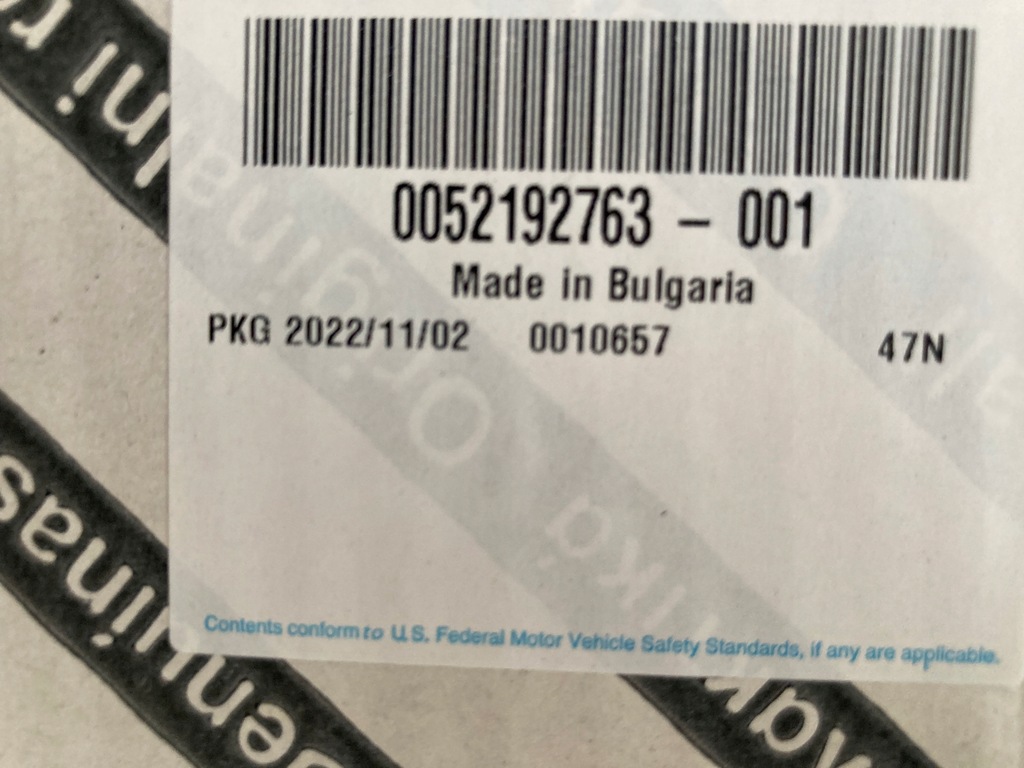 0052192763 – 001
Made in Bulgaria
PKG 2022/11/02 0010657 47N
Contents conform to U.S. Federal Motor Vehicle Safety Standards, if any are applicable.
Original